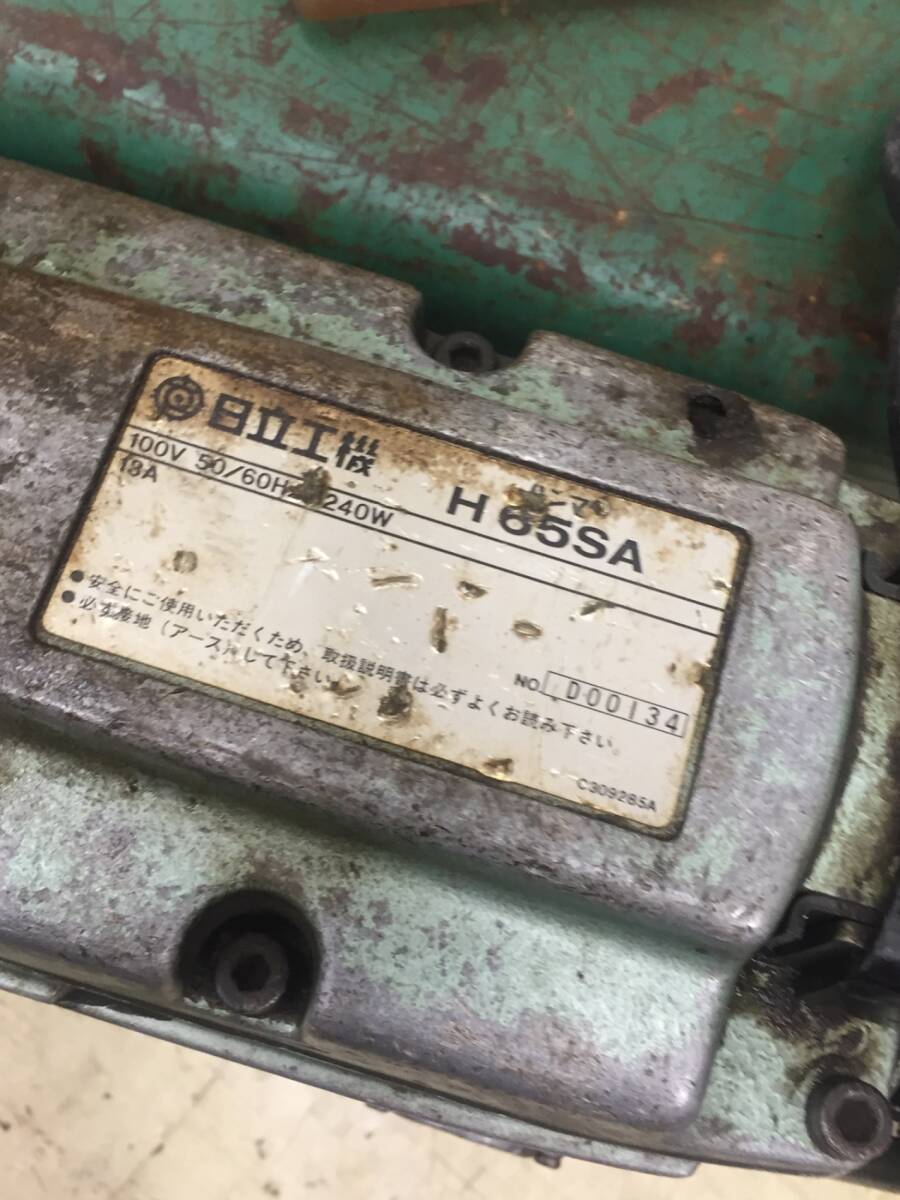 日立工機
100V 50/60Hz 1240W
13A
H65SA
● 安全にご使用いただくため、取扱説明書は必ずよくお読み下さい。
● 必ず接地(アース)して下さい。
NO D00134
C309285A